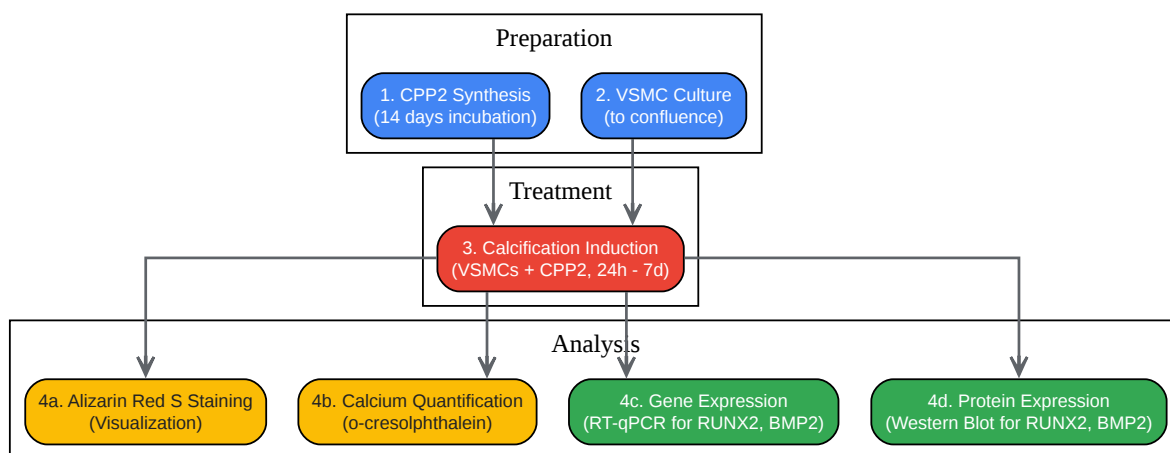 Preparation
1. CPP2 Synthesis
(14 days incubation)
2. VSMC Culture
(to confluence)
Treatment
3. Calcification Induction
(VSMCs + CPP2, 24h - 7d)
Analysis
4a. Alizarin Red S Staining
(Visualization)
4b. Calcium Quantification
(o-cresolphthalein)
4c. Gene Expression
(RT-qPCR for RUNX2, BMP2)
4d. Protein Expression
(Western Blot for RUNX2, BMP2)